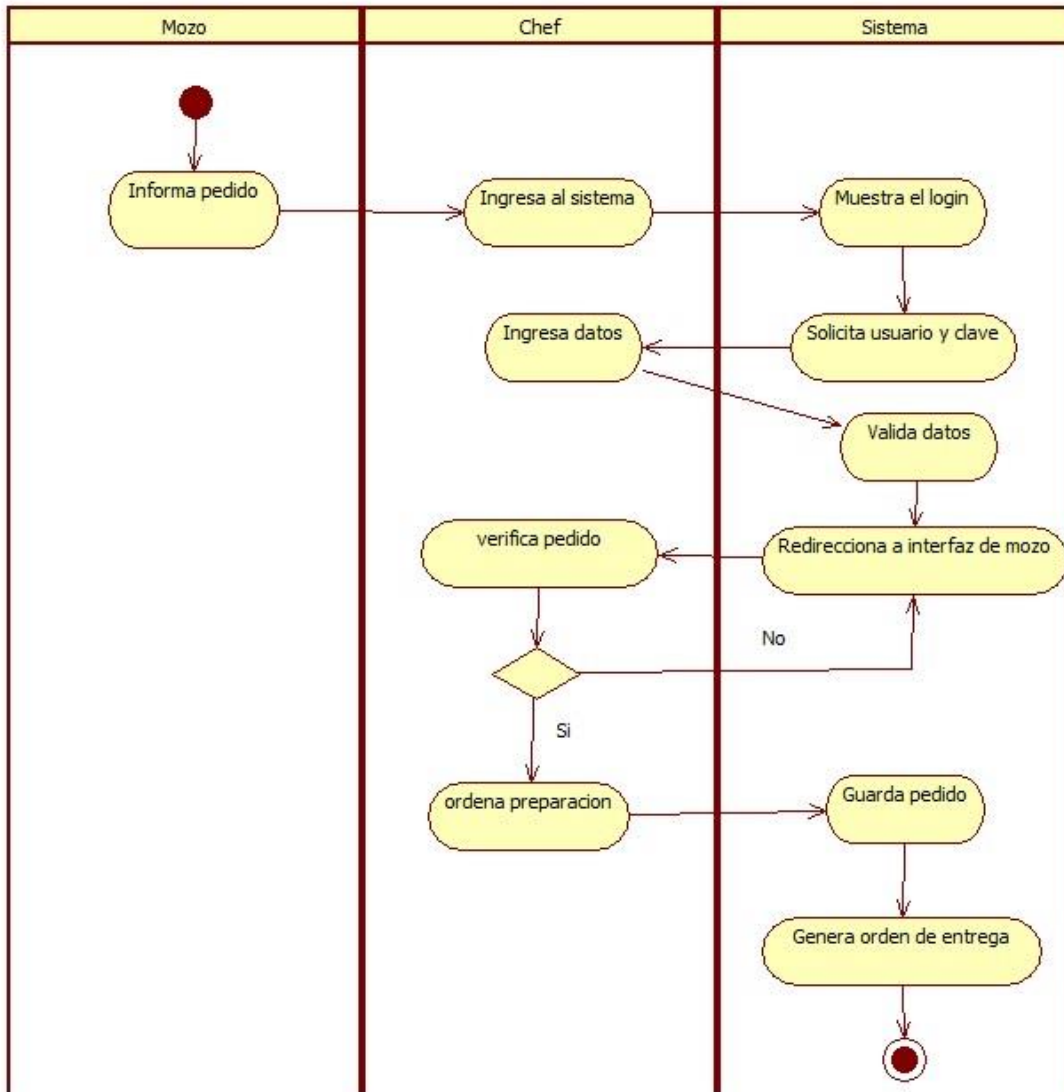 Mozo
Chef
Sistema
Informa pedido
Ingresa al sistema
Muestra el login
Ingresa datos
Solicita usuario y clave
Valida datos
verifica pedido
Redirecciona a interfaz de mozo
No
Si
ordena preparacion
Guarda pedido
Genera orden de entrega